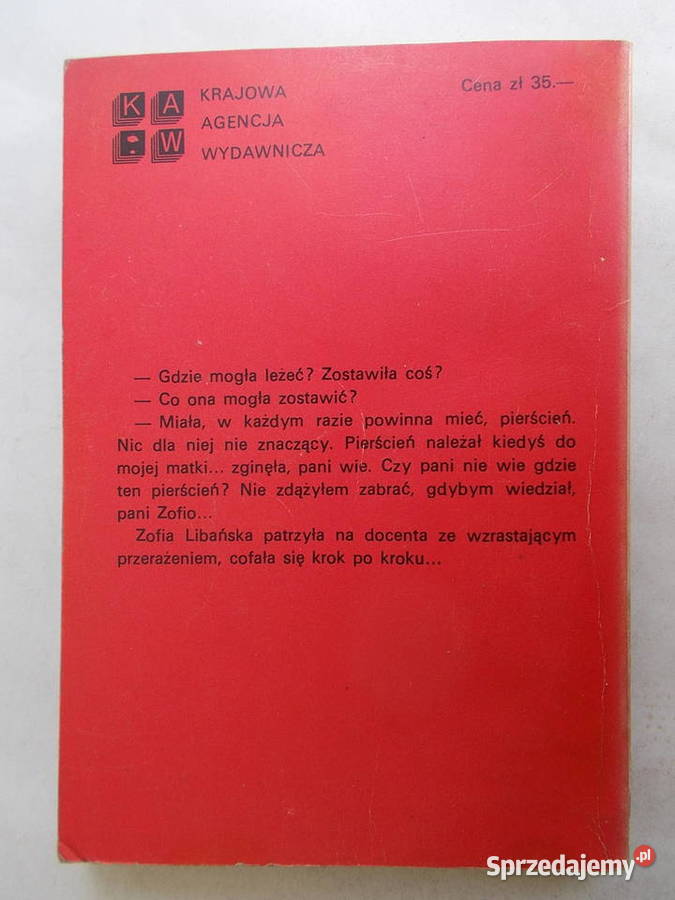 KRAJOWA
AGENCJA
WYDAWNICZA
K A
W
Cena zł 35.—
— Gdzie mogła leżeć? Zostawiła coś?
— Co ona mogła zostawić?
— Miała, w każdym razie powinna mieć, pierścień.
Nic dla niej nie znaczący. Pierścień należał kiedyś do
mojej matki... zginęła, pani wie. Czy pani nie wie gdzie
ten pierścień? Nie zdążyłem zabrać, gdybym wiedział,
pani Zofio...
Zofia Libańska patrzyła na docenta ze wzrastającym
przerażeniem, cofała się krok po kroku...
Sprzedajemy.pl